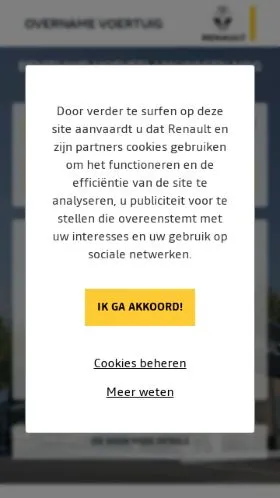 OVERNAME VOERTUIG
RENAULT
Door verder te surfen op deze
site aanvaardt u dat Renault en
zijn partners cookies gebruiken
om het functioneren en de
efficiëntie van de site te
analyseren, u publiciteit voor te
stellen die overeenstemt met
uw interesses en uw gebruik op
sociale netwerken.
IK GA AKKOORD!
Cookies beheren
Meer weten